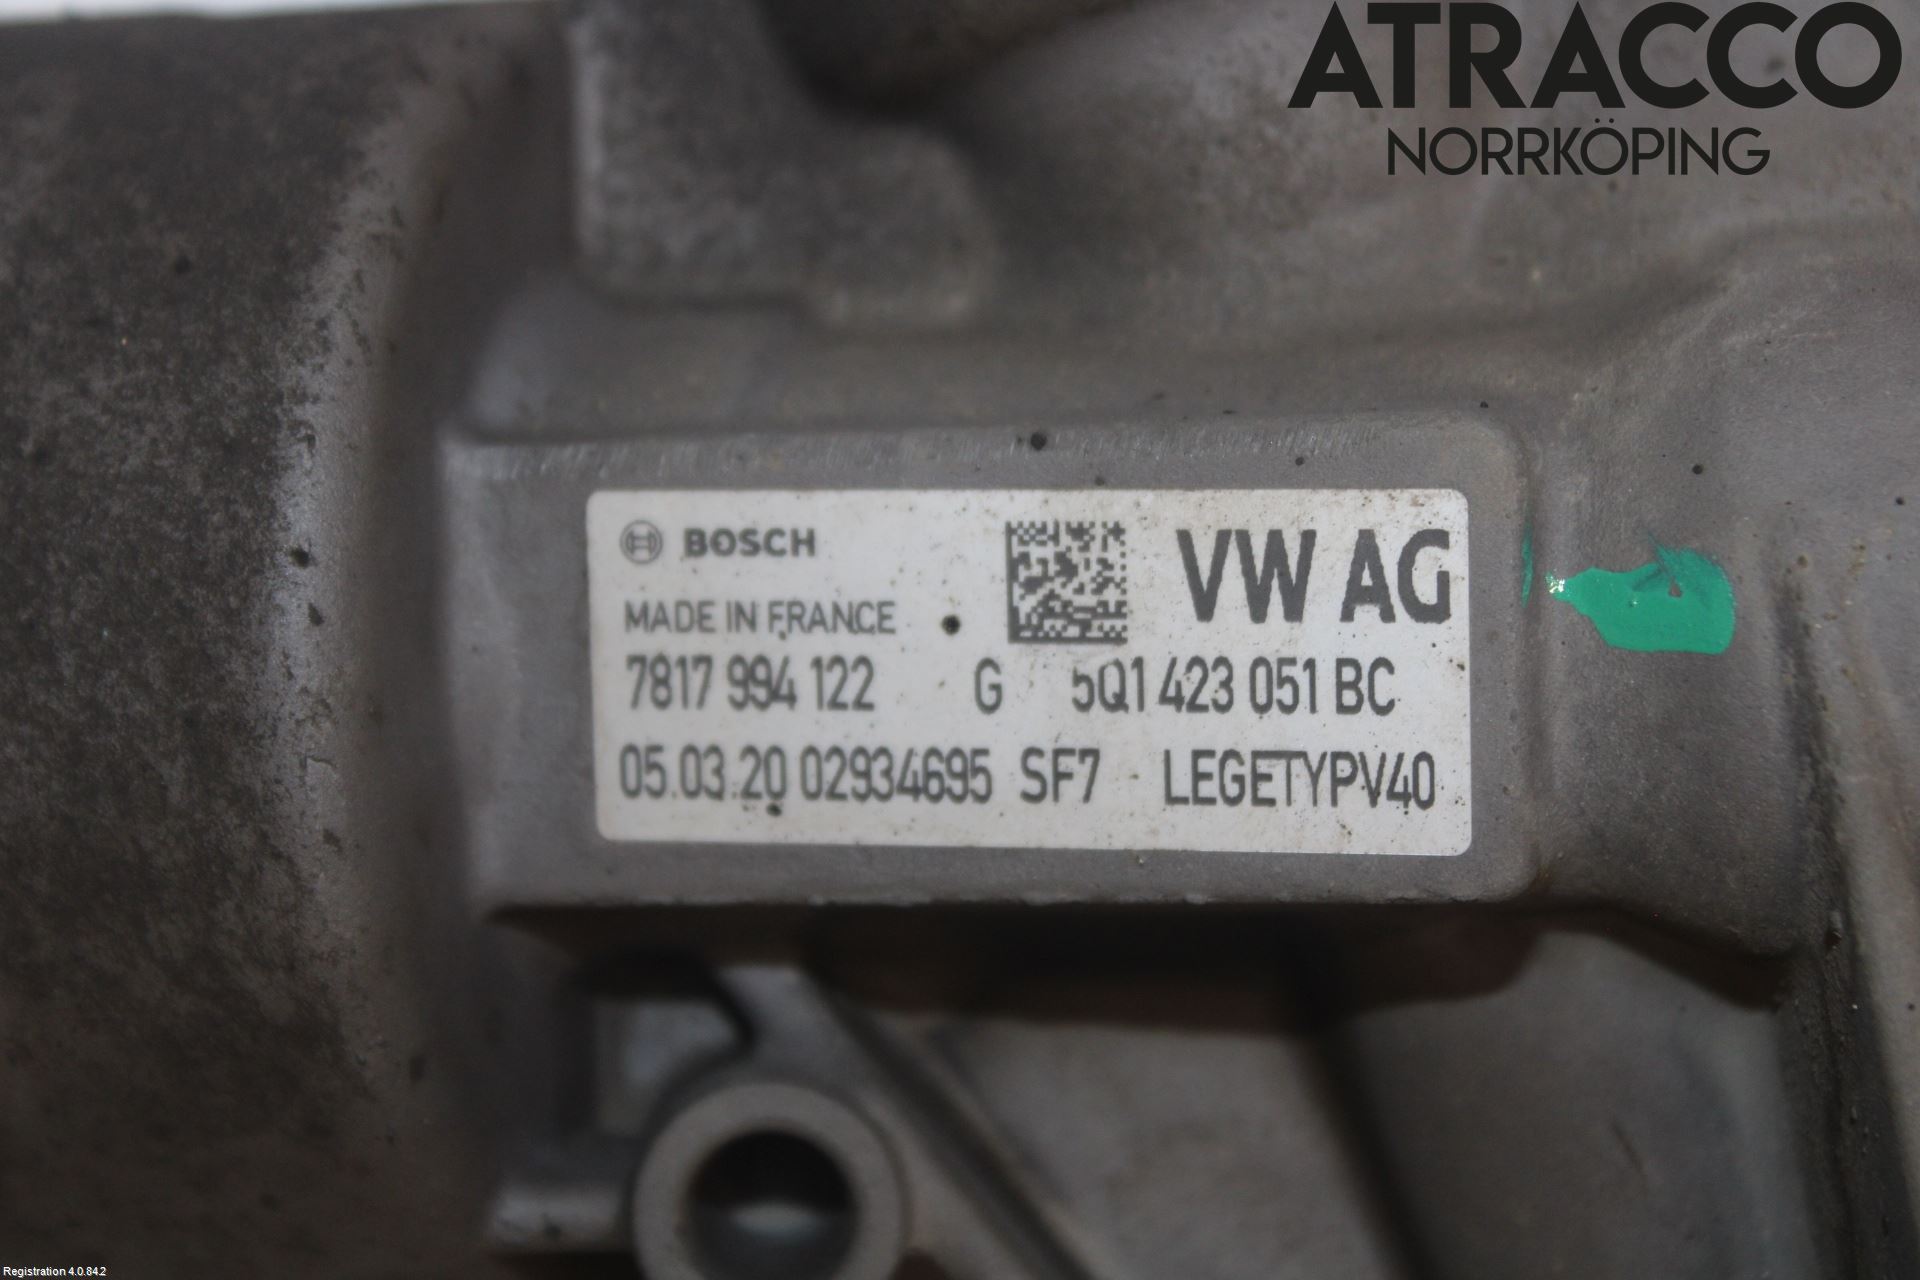 ATRACCO
NORRKÖPING
BOSCH
VW AG
MADE IN FRANCE
7817 994 122 G 5Q1 423 051 BC
05.03.20 02934695 SF7 LEGETYPV40
Registration 4.0.84.2